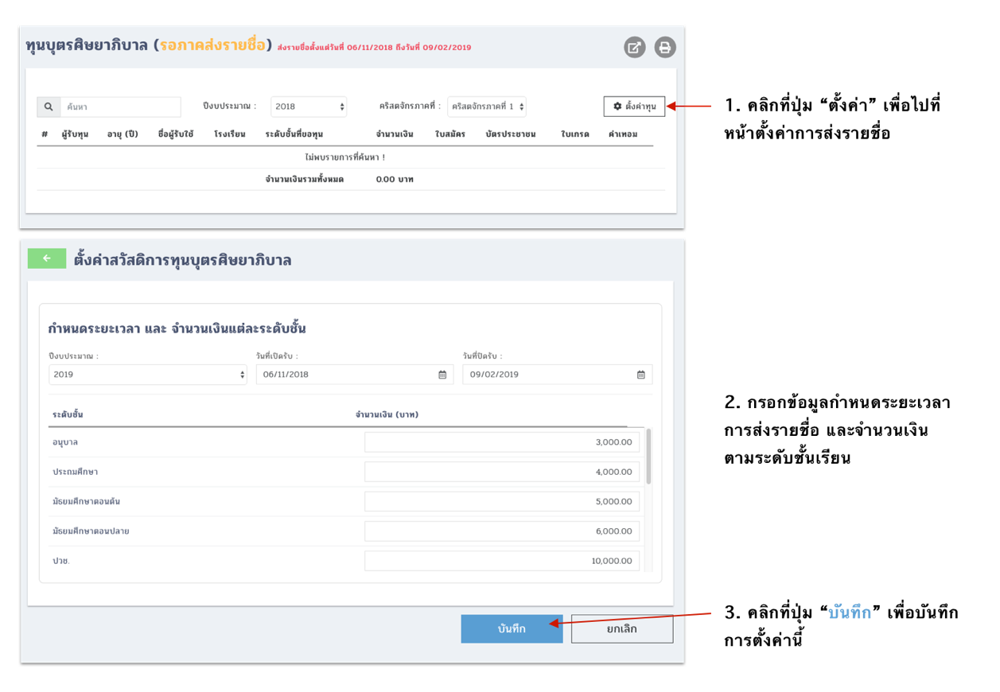 ทุนบุตรศิษยาภิบาล (รอภาคส่งรายชื่อ) ส่งรายชื่อตั้งแต่วันที่ 06/11/2018 ถึงวันที่ 09/02/2019
ค้นหา ปีงบประมาณ : 2018 คริสตจักรภาคที่ : คริสตจักรภาคที่ 1 ตั้งค่าทุน
# ผู้รับทุน อายุ (ปี) ชื่อผู้รับใช้ โรงเรียน ระดับชั้นที่ขอทุน จำนวนเงิน ใบสมัคร บัตรประชาชน ใบเกรด ค่าเทอม
ไม่พบรายการที่ค้นหา !
จำนวนเงินรวมทั้งหมด 0.00 บาท
1. คลิกที่ปุ่ม “ตั้งค่า” เพื่อไปที่
หน้าตั้งค่าการส่งรายชื่อ
ตั้งค่าสวัสดิการทุนบุตรศิษยาภิบาล
กำหนดระยะเวลา และ จำนวนเงินแต่ละระดับชั้น
ปีงบประมาณ : วันที่เปิดรับ : วันที่ปิดรับ :
2019 06/11/2018 09/02/2019
ระดับชั้น จำนวนเงิน (บาท)
อนุบาล 3,000.00
ประถมศึกษา 4,000.00
มัธยมศึกษาตอนต้น 5,000.00
มัธยมศึกษาตอนปลาย 6,000.00
ปวช. 10,000.00
2. กรอกข้อมูลกำหนดระยะเวลา
การส่งรายชื่อ และจำนวนเงิน
ตามระดับชั้นเรียน
บันทึก ยกเลิก
3. คลิกที่ปุ่ม “บันทึก” เพื่อบันทึก
การตั้งค่านี้